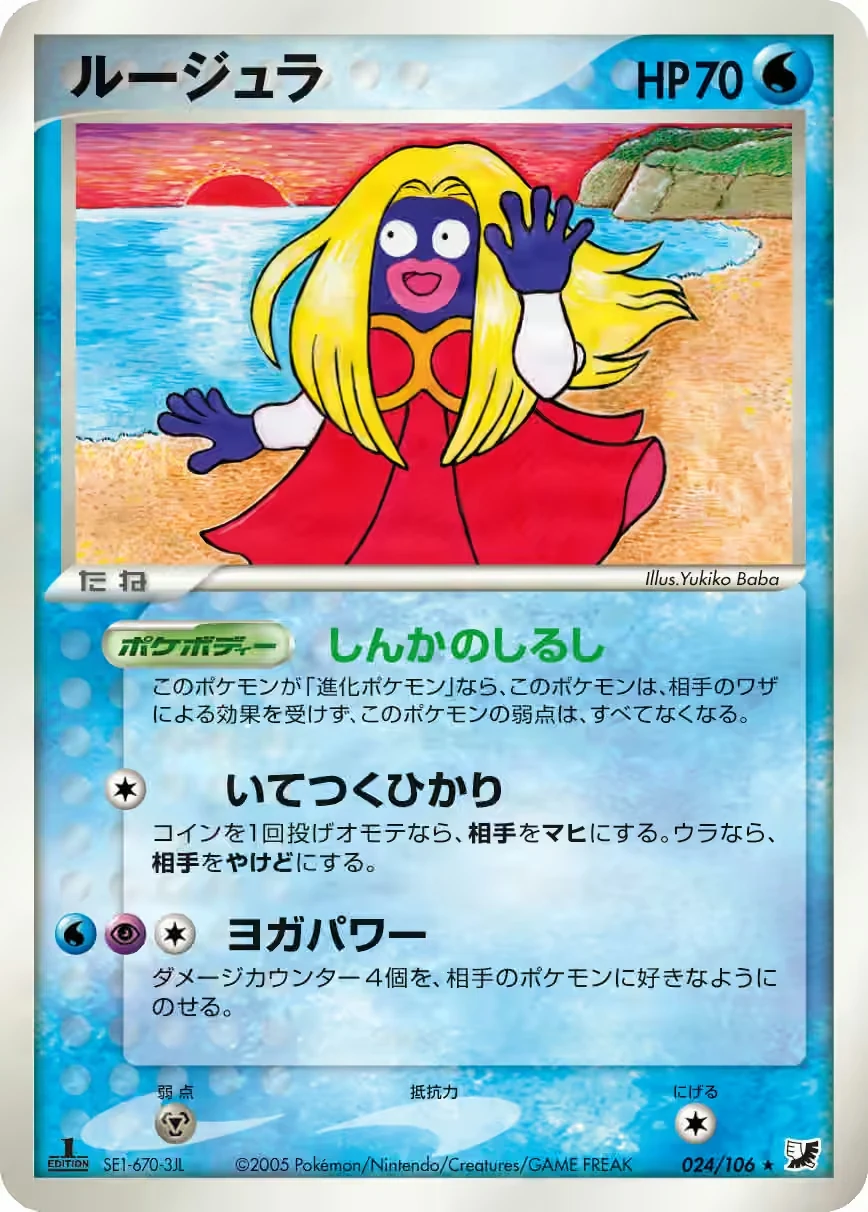 ルージュラ
HP70
たね
Illus.Yukiko Baba
ポケボディー しんかのしるし
このポケモンが「進化ポケモン」なら、このポケモンは、相手のワザ
による効果を受けず、このポケモンの弱点は、すべてなくなる。
いてつくひかり
コインを1回投げオモテなら、相手をマヒにする。ウラなら、
相手をやけどにする。
ヨガパワー
ダメージカウンター4個を、相手のポケモンに好きなように
のせる。
弱点 抵抗力 にげる
1 EDITION SE1-670-3JL ©2005 Pokémon/Nintendo/Creatures/GAME FREAK 024/106 ★